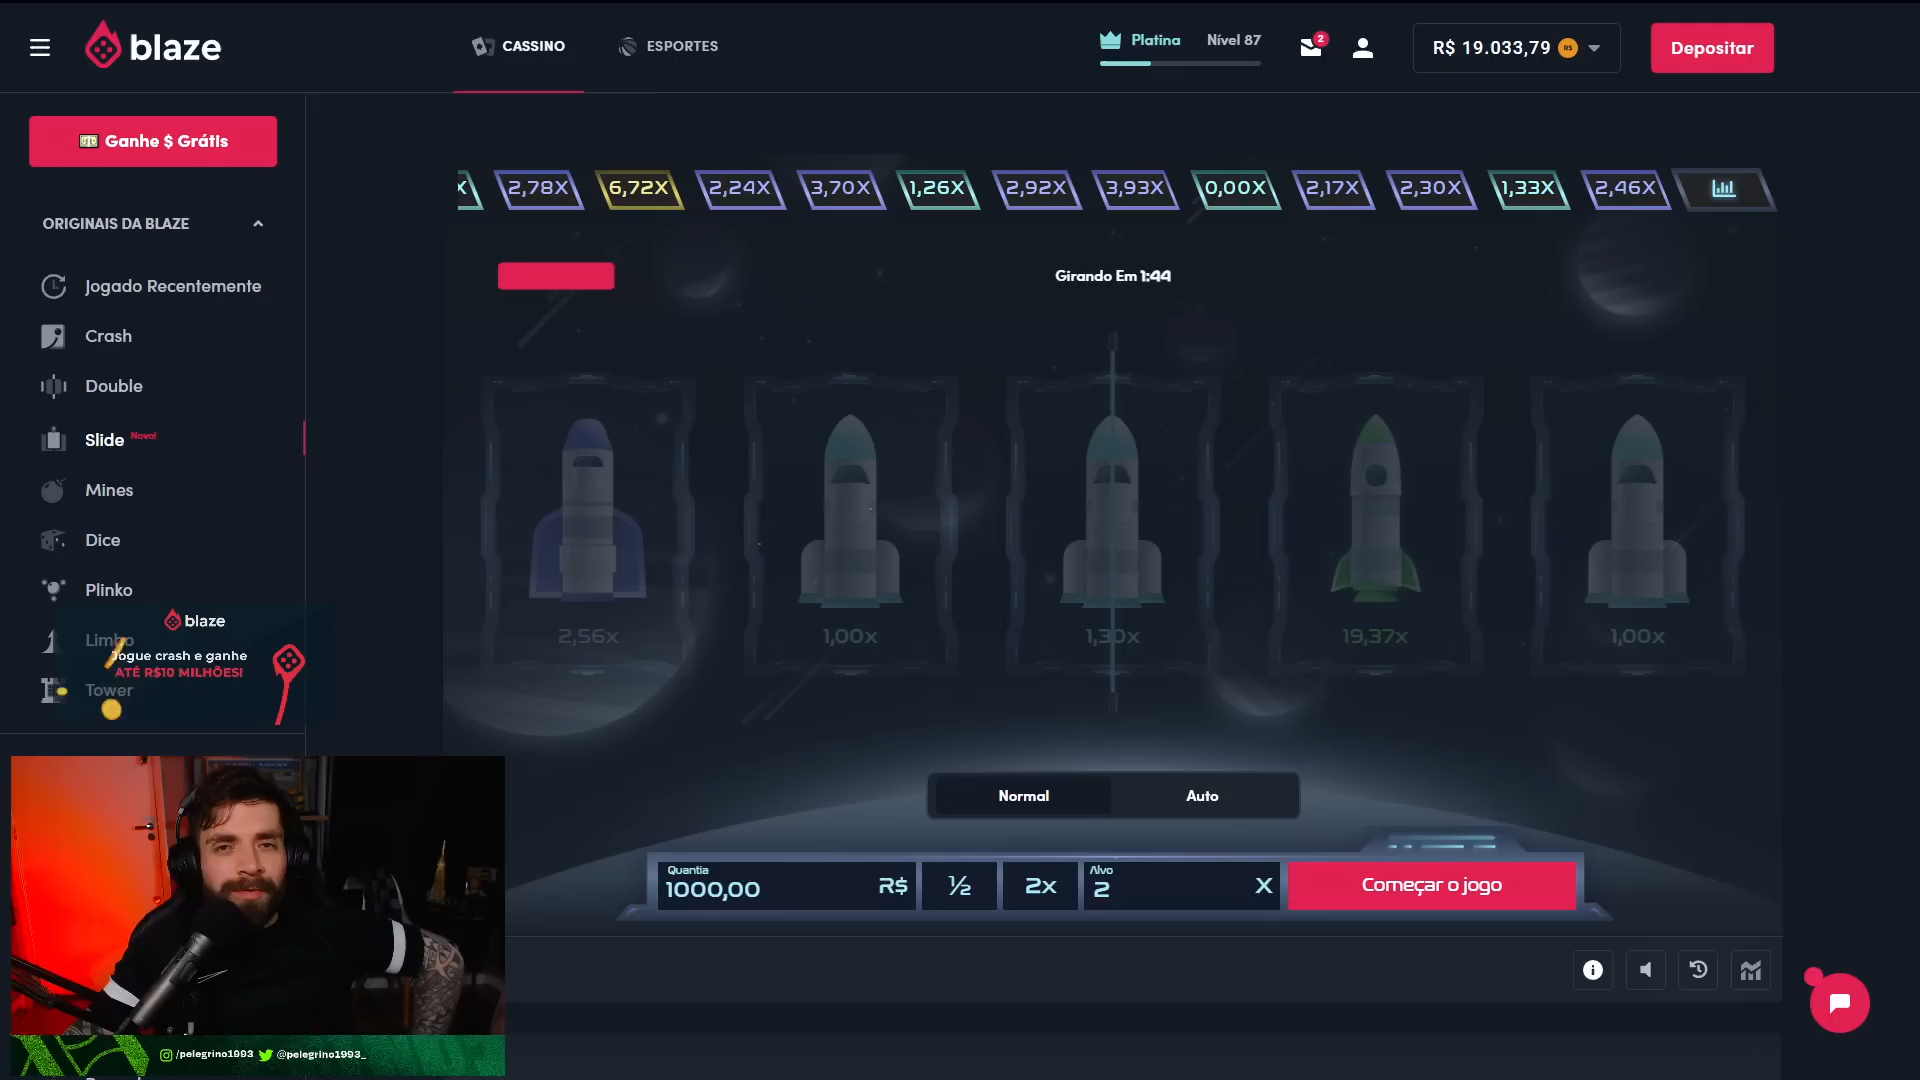 blaze
CASSINO
ESPORTES
Platina
Nível 87
2
R$ 19.033,79
R$
Depositar
Ganhe $ Grátis
ORIGINAIS DA BLAZE
Jogado Recentemente
Crash
Double
Slide Novo!
Mines
Dice
Plinko
Limbo
Tower
blaze
Jogue crash e ganhe
ATÉ R$10 MILHÕES!
X
2,78X
6,72X
2,24X
3,70X
1,26X
2,92X
3,93X
0,00X
2,17X
2,30X
1,33X
2,46X
Girando Em 1:44
2,56x
1,00x
1,30x
19,37x
1,00x
Normal
Auto
Quantia
1000,00 R$
½
2x
Alvo
2 X
Começar o jogo
/pelegrino1993 @pelegrino1993_